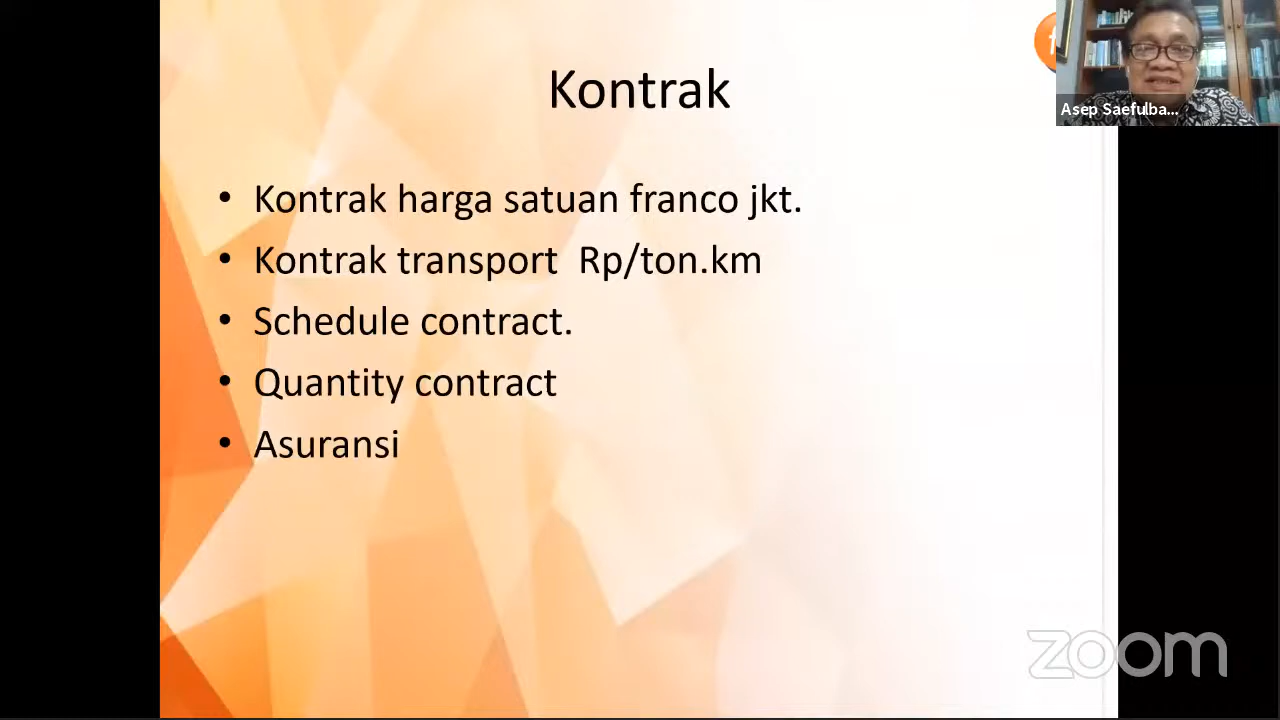 Kontrak
Asep Saefulba...
• Kontrak harga satuan franco jkt.
• Kontrak transport Rp/ton.km
• Schedule contract.
• Quantity contract
• Asuransi
zoom